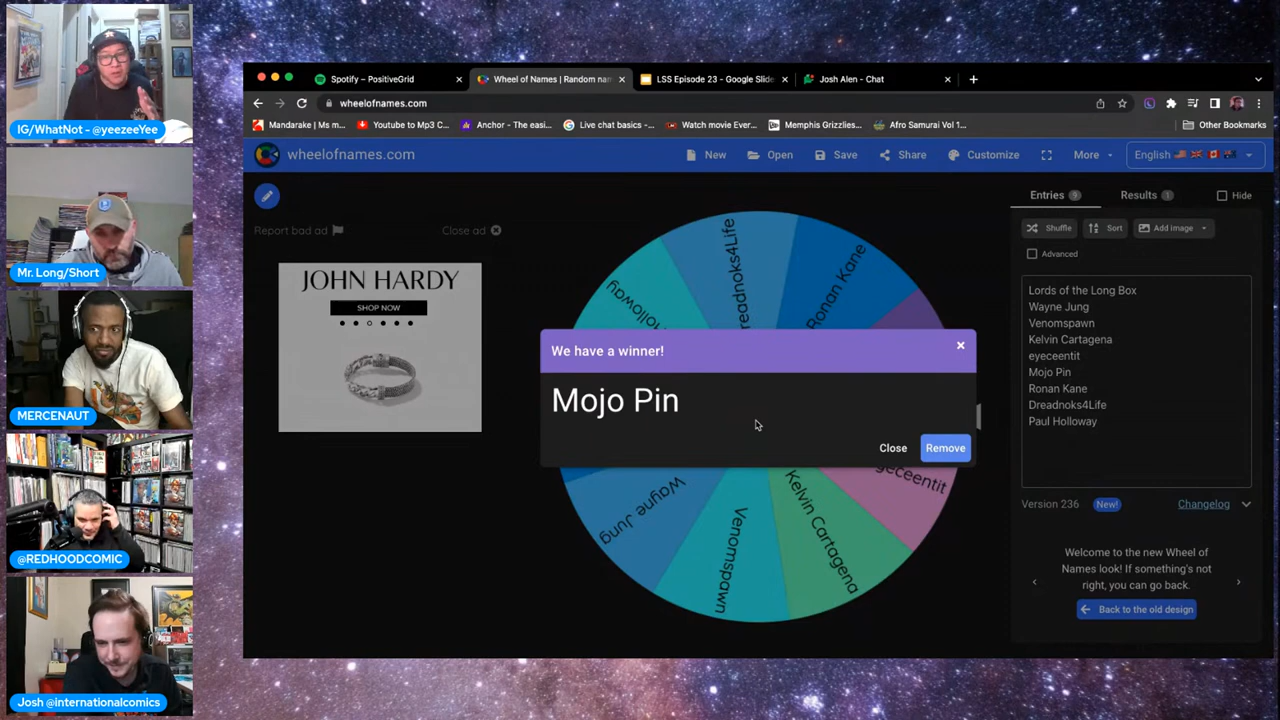 IG/WhatNot - @yeezeeYee
Mr. Long/Short
MERCENAUT
@REDHOODCOMIC
Josh @internationalcomics
Spotify – PositiveGrid
Wheel of Names | Random nam
LSS Episode 23 - Google Slide
Josh Alen - Chat
wheelofnames.com
Mandarake | Ms m...
Youtube to Mp3 C...
Anchor - The easi...
Live chat basics -...
Watch movie Ever...
Memphis Grizzlies...
Afro Samurai Vol 1...
Other Bookmarks
wheelofnames.com
New
Open
Save
Share
Customize
More
English
Report bad ad
Close ad
JOHN HARDY
SHOP NOW
Holloway
readnoks4Life
Ronan Kane
We have a winner!
Mojo Pin
Close
Remove
Wayne Jung
Venomspawn
Kelvin Cartagena
eyeceentit
Entries 9
Results 1
Hide
Shuffle
Sort
Add image
Advanced
Lords of the Long Box
Wayne Jung
Venomspawn
Kelvin Cartagena
eyeceentit
Mojo Pin
Ronan Kane
Dreadnoks4Life
Paul Holloway
Version 236
New!
Changelog
Welcome to the new Wheel of
Names look! If something's not
right, you can go back.
Back to the old design